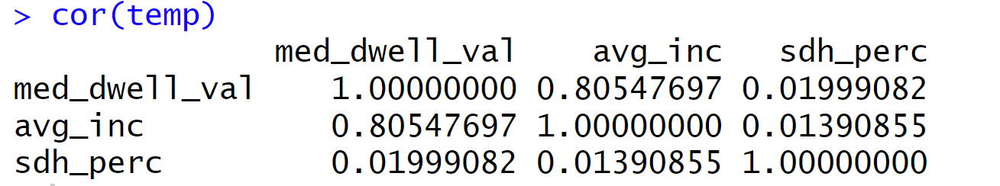 > cor(temp)
med_dwell_val avg_inc sdh_perc
med_dwell_val 1.00000000 0.80547697 0.01999082
avg_inc 0.80547697 1.00000000 0.01390855
sdh_perc 0.01999082 0.01390855 1.00000000